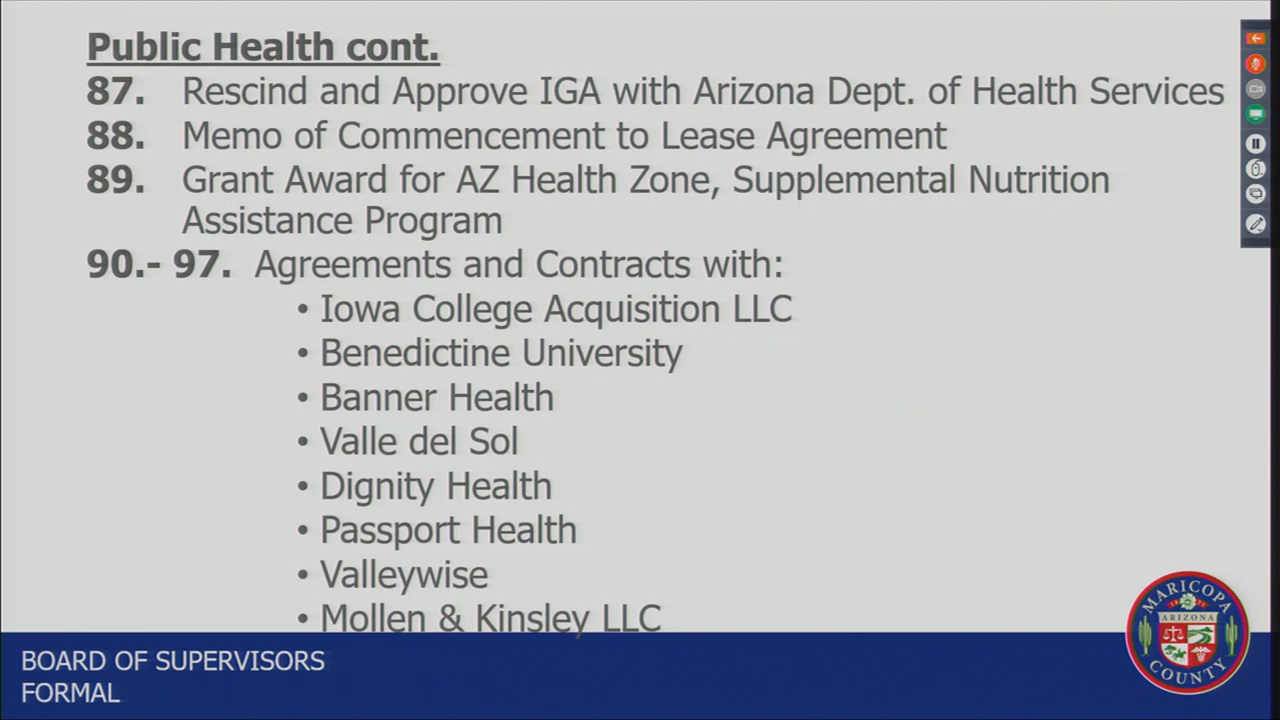 Public Health cont.
87. Rescind and Approve IGA with Arizona Dept. of Health Services
88. Memo of Commencement to Lease Agreement
89. Grant Award for AZ Health Zone, Supplemental Nutrition
Assistance Program
90.- 97. Agreements and Contracts with:
• Iowa College Acquisition LLC
• Benedictine University
• Banner Health
• Valle del Sol
• Dignity Health
• Passport Health
• Valleywise
• Mollen & Kinsley LLC
BOARD OF SUPERVISORS
FORMAL
MARICOPA
ARIZONA
COUNTY